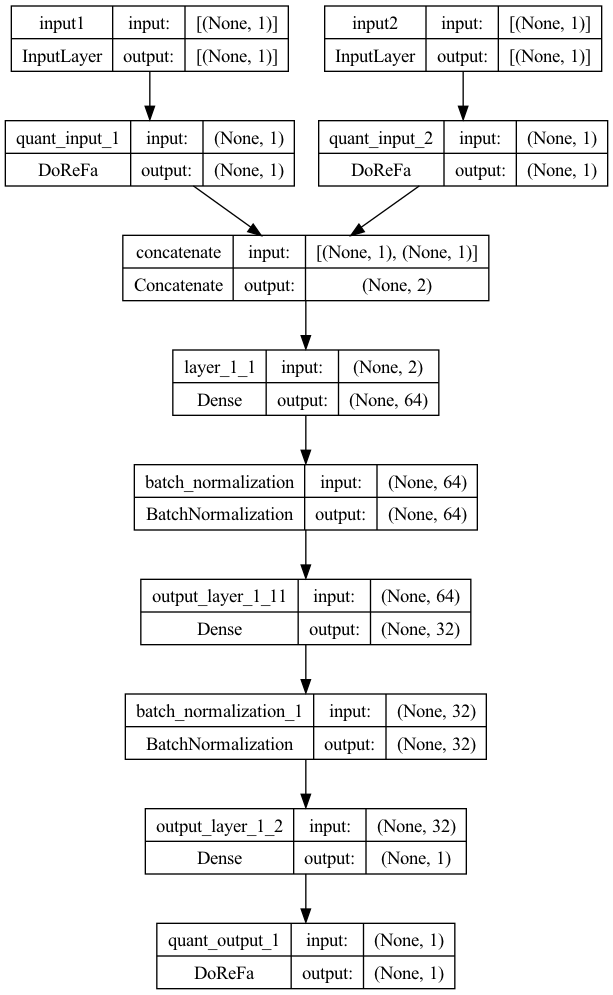 input1 input: [(None, 1)]
InputLayer output: [(None, 1)]
input2 input: [(None, 1)]
InputLayer output: [(None, 1)]
quant_input_1 input: (None, 1)
DoReFa output: (None, 1)
quant_input_2 input: (None, 1)
DoReFa output: (None, 1)
concatenate input: [(None, 1), (None, 1)]
Concatenate output: (None, 2)
layer_1_1 input: (None, 2)
Dense output: (None, 64)
batch_normalization input: (None, 64)
BatchNormalization output: (None, 64)
output_layer_1_11 input: (None, 64)
Dense output: (None, 32)
batch_normalization_1 input: (None, 32)
BatchNormalization output: (None, 32)
output_layer_1_2 input: (None, 32)
Dense output: (None, 1)
quant_output_1 input: (None, 1)
DoReFa output: (None, 1)